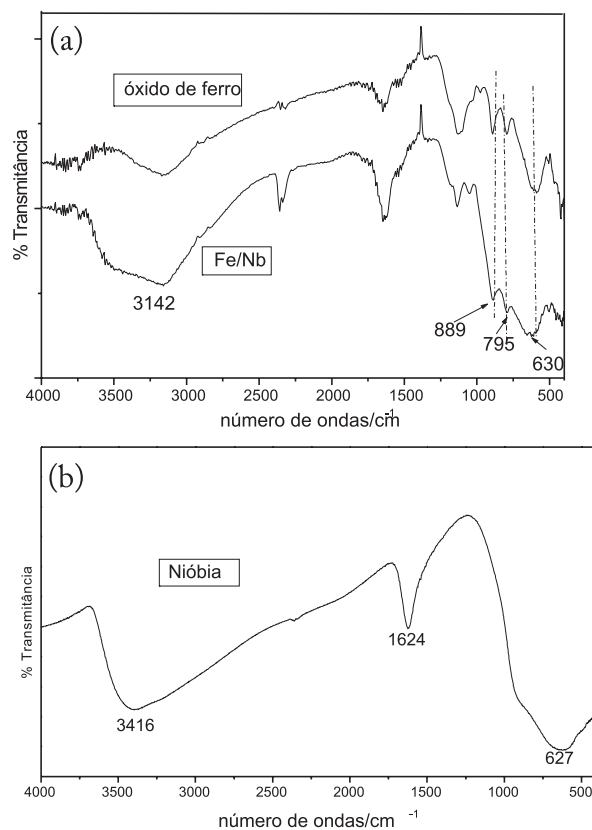 (a)
óxido de ferro
Fe/Nb
% Transmitância
3142
889
795
630
4000 3500 3000 2500 2000 1500 1000 500
número de ondas/cm-1
(b)
Nióbia
% Transmitância
3416
1624
627
4000 3500 3000 2500 2000 1500 1000 500
número de ondas/cm -1